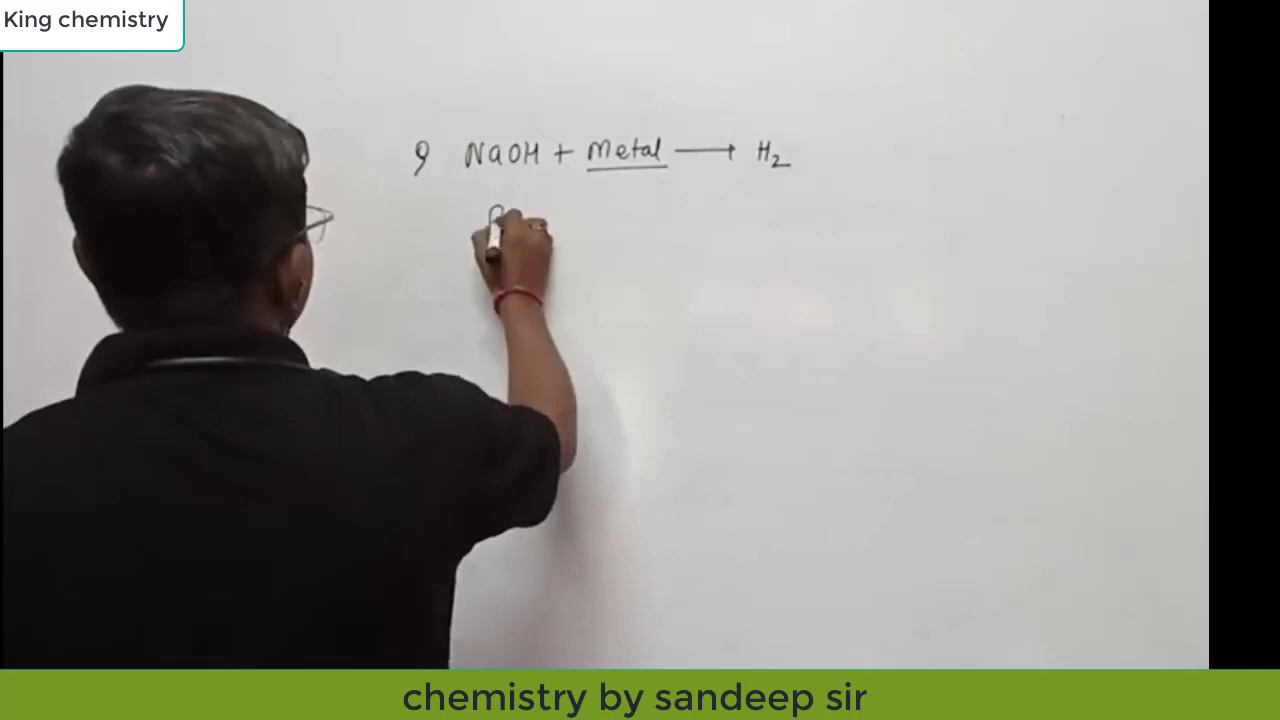 King chemistry
9 NaOH + Metal ⟶ H₂
chemistry by sandeep sir